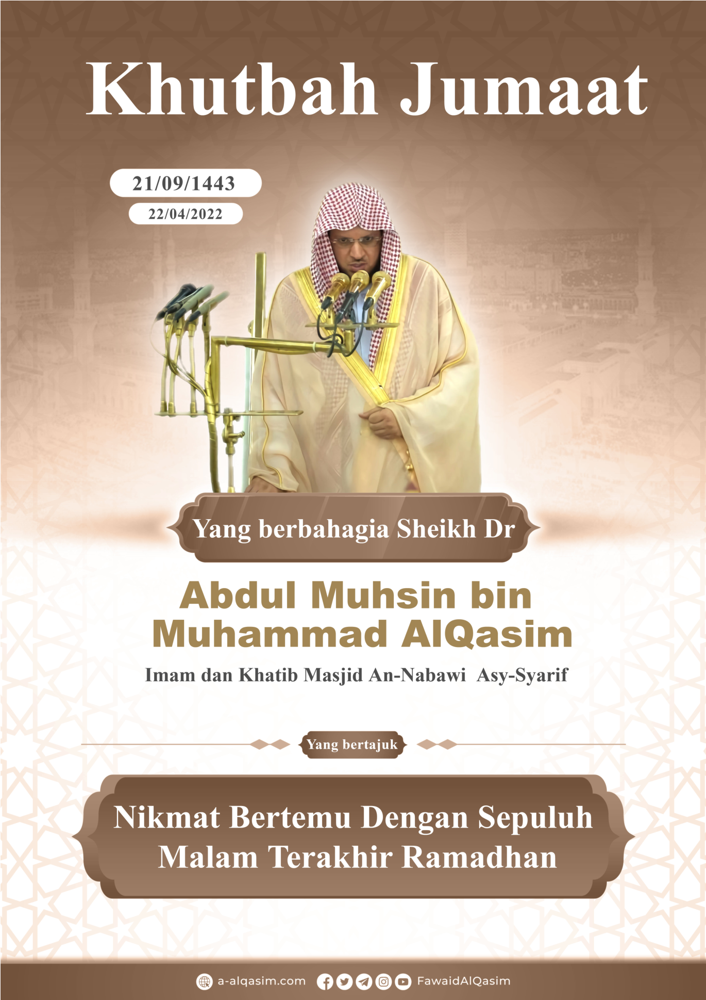 Khutbah Jumaat
21/09/1443
22/04/2022
Yang berbahagia Sheikh Dr
Abdul Muhsin bin
Muhammad AlQasim
Imam dan Khatib Masjid An-Nabawi Asy-Syarif
Yang bertajuk
Nikmat Bertemu Dengan Sepuluh
Malam Terakhir Ramadhan
a-alqasim.com FawaidAlQasim